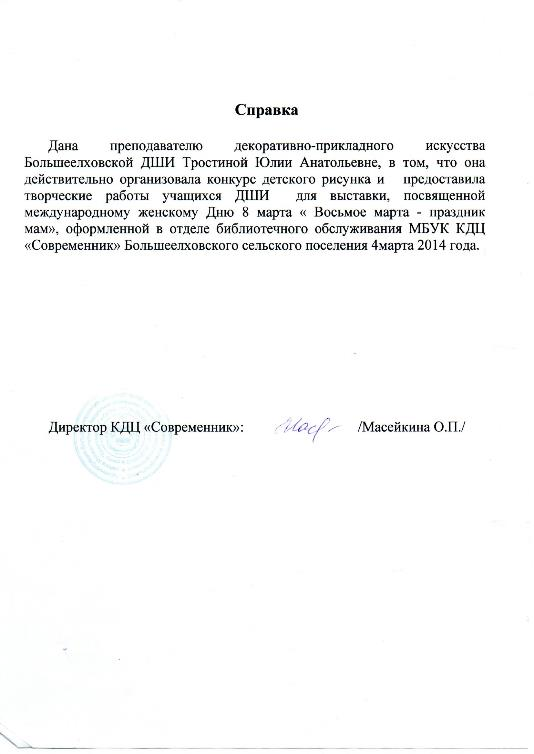 Справка
Дана преподавателю декоративно-прикладного искусства
Большеелховской ДШИ Тростиной Юлии Анатольевне, в том, что она
действительно организовала конкурс детского рисунка и предоставила
творческие работы учащихся ДШИ для выставки, посвященной
международному женскому Дню 8 марта « Восьмое марта - праздник
мам», оформленной в отделе библиотечного обслуживания МБУК КДЦ
«Современник» Большеелховского сельского поселения 4марта 2014 года.
Директор КДЦ «Современник»: /Масейкина О.П./